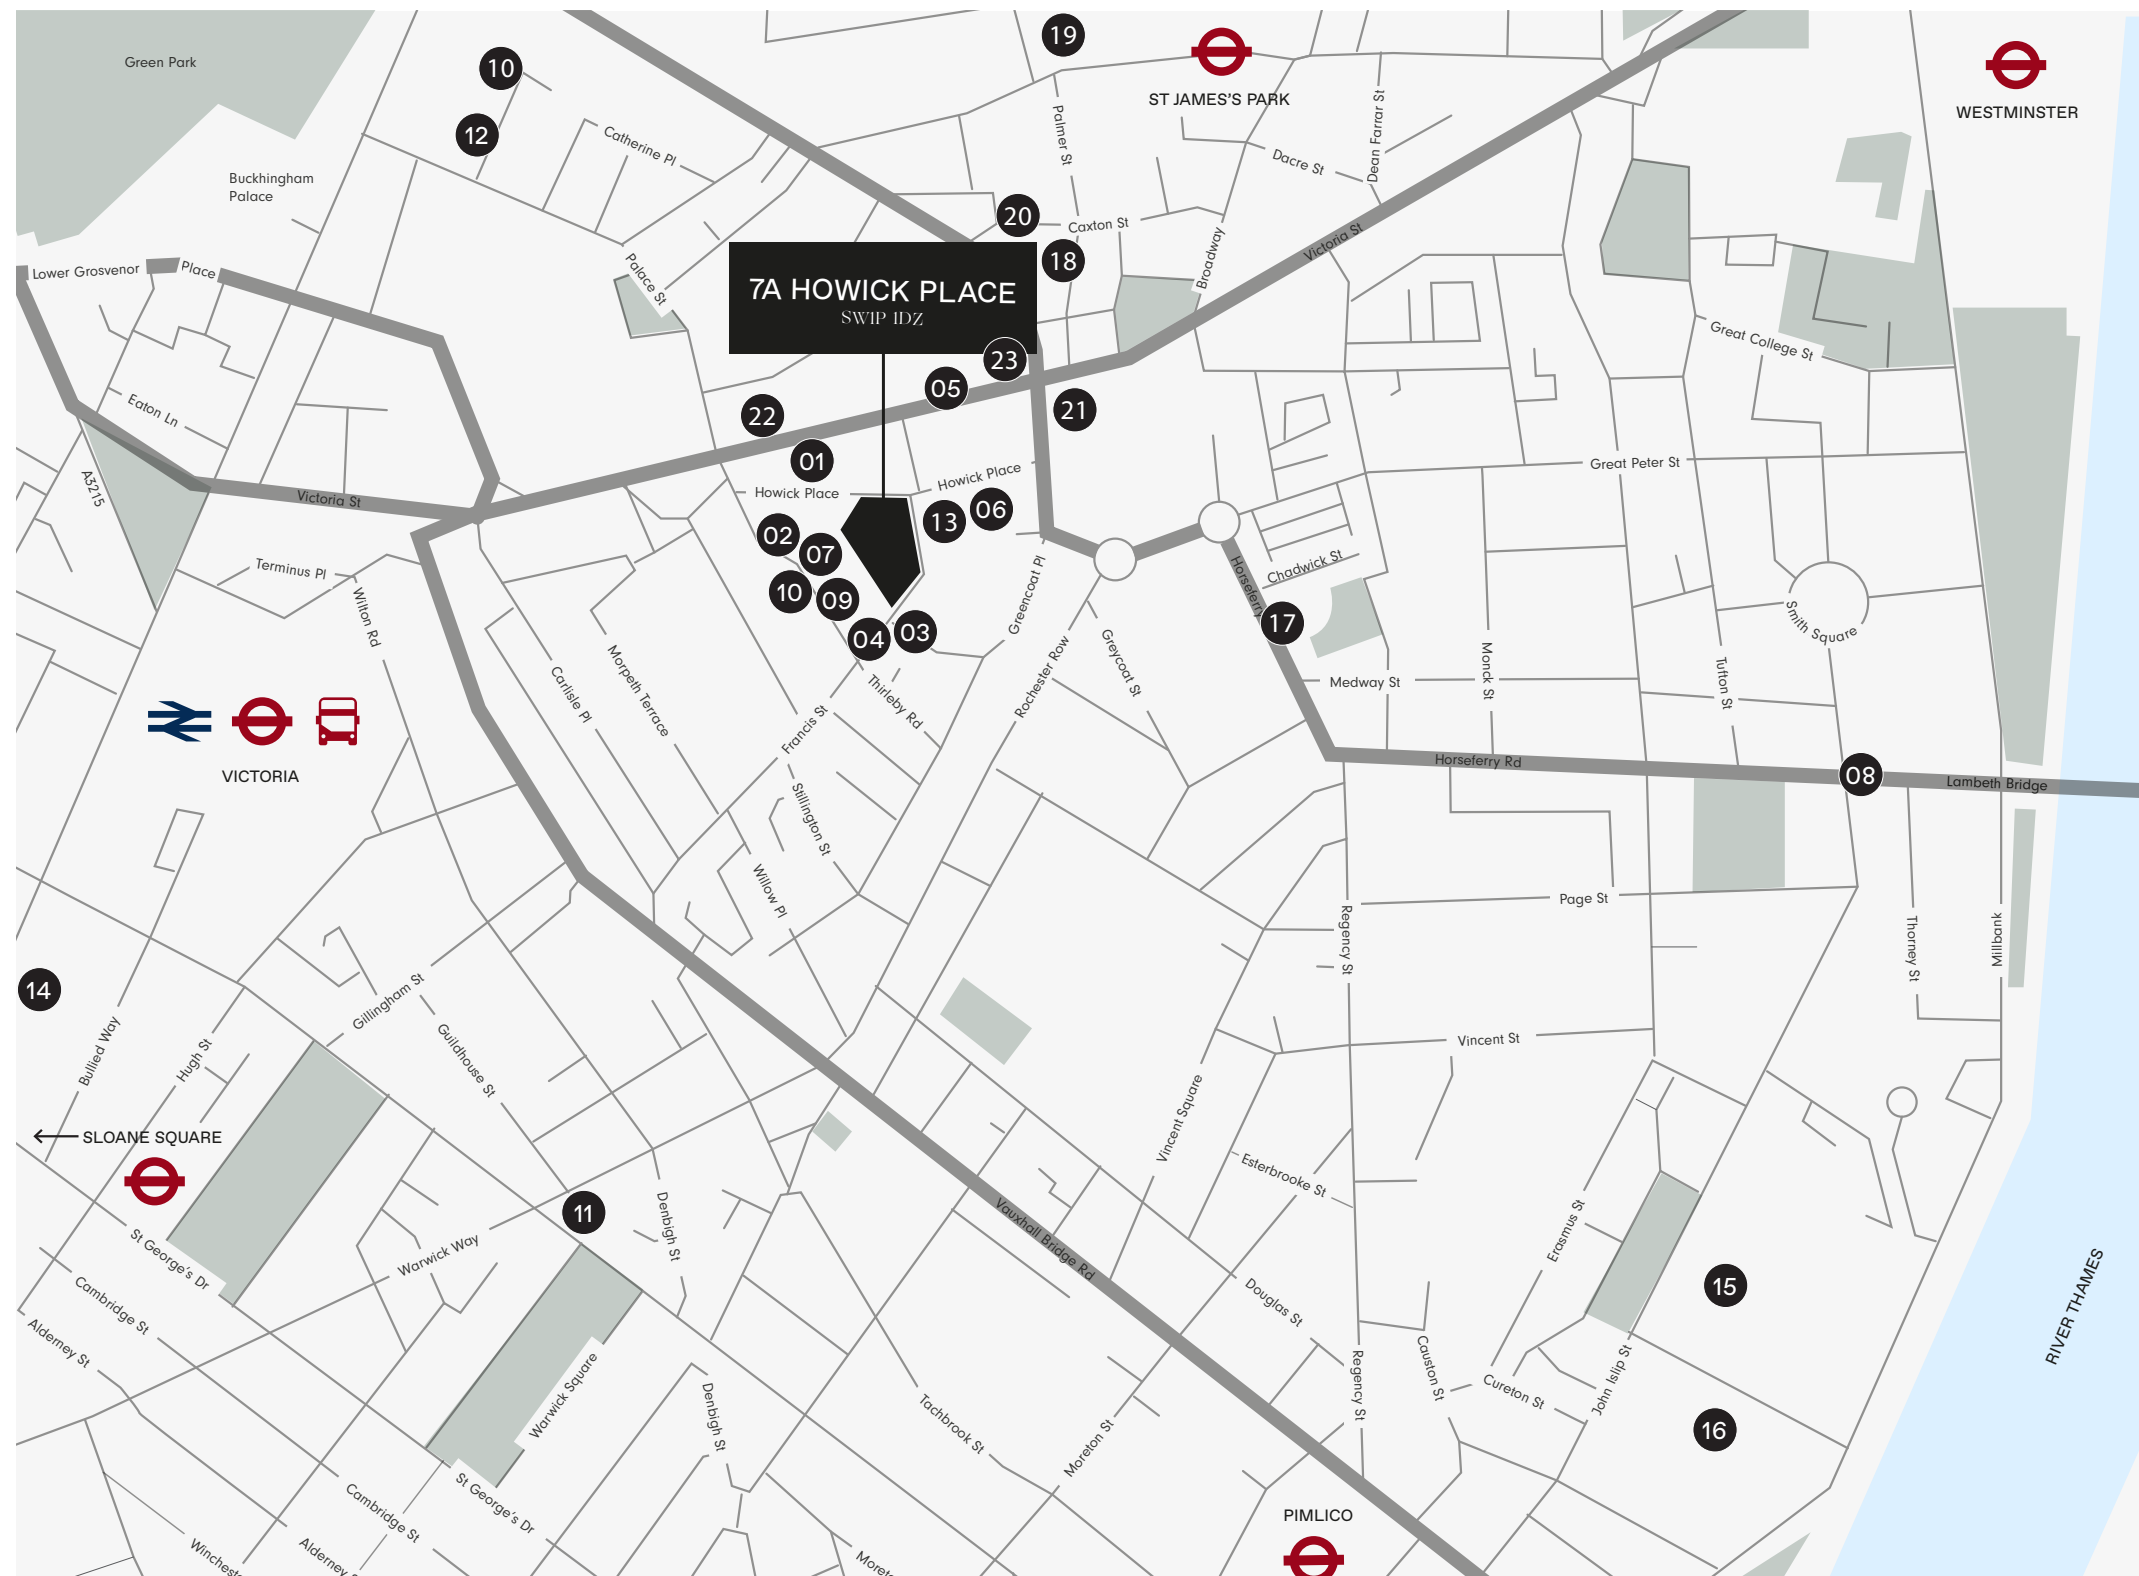 Green Park
10
12
Catherine Pl
19
ST JAMES'S PARK
Palmer St
Dean Farrar St
Dacre St
WESTMINSTER
Buckhingham
Palace
20
Caxton St
18
Broadway
Victoria St
Lower Grosvenor
Place
Palace St
7A HOWICK PLACE
SW1P 1DZ
23
05
22
01
21
Great College St
Eaton Ln
A3215
Victoria St
Howick Place
Howick Place
Great Peter St
13
06
02
07
10
09
04
03
Greencoat Pl
Chadwick St
Horseferry
17
Smith Square
Terminus Pl
Wilton Rd
Carlisle Pl
Morpeth Terrace
Francis St
Thirleby Rd
Rochester Row
Greycoat St
Medway St
Monck St
Tufton St
VICTORIA
Stillington St
Willow Pl
Horseferry Rd
08
Lambeth Bridge
Page St
Regency St
Thorney St
Millbank
14
Bullied Way
Hugh St
Gillingham St
Guildhouse St
Vincent St
Vincent Square
SLOANE SQUARE
St George's Dr
Warwick Way
11
Denbigh St
Vauxhall Bridge Rd
Esterbrooke St
Erasmus St
15
RIVER THAMES
Cambridge St
Alderney St
Warwick Square
Denbigh St
Douglas St
Regency St
Causton St
Cureton St
John Islip St
16
Tachbrook St
Moreton St
Cambridge St
St George's Dr
PIMLICO
Winchest
Alderney S
Moreto